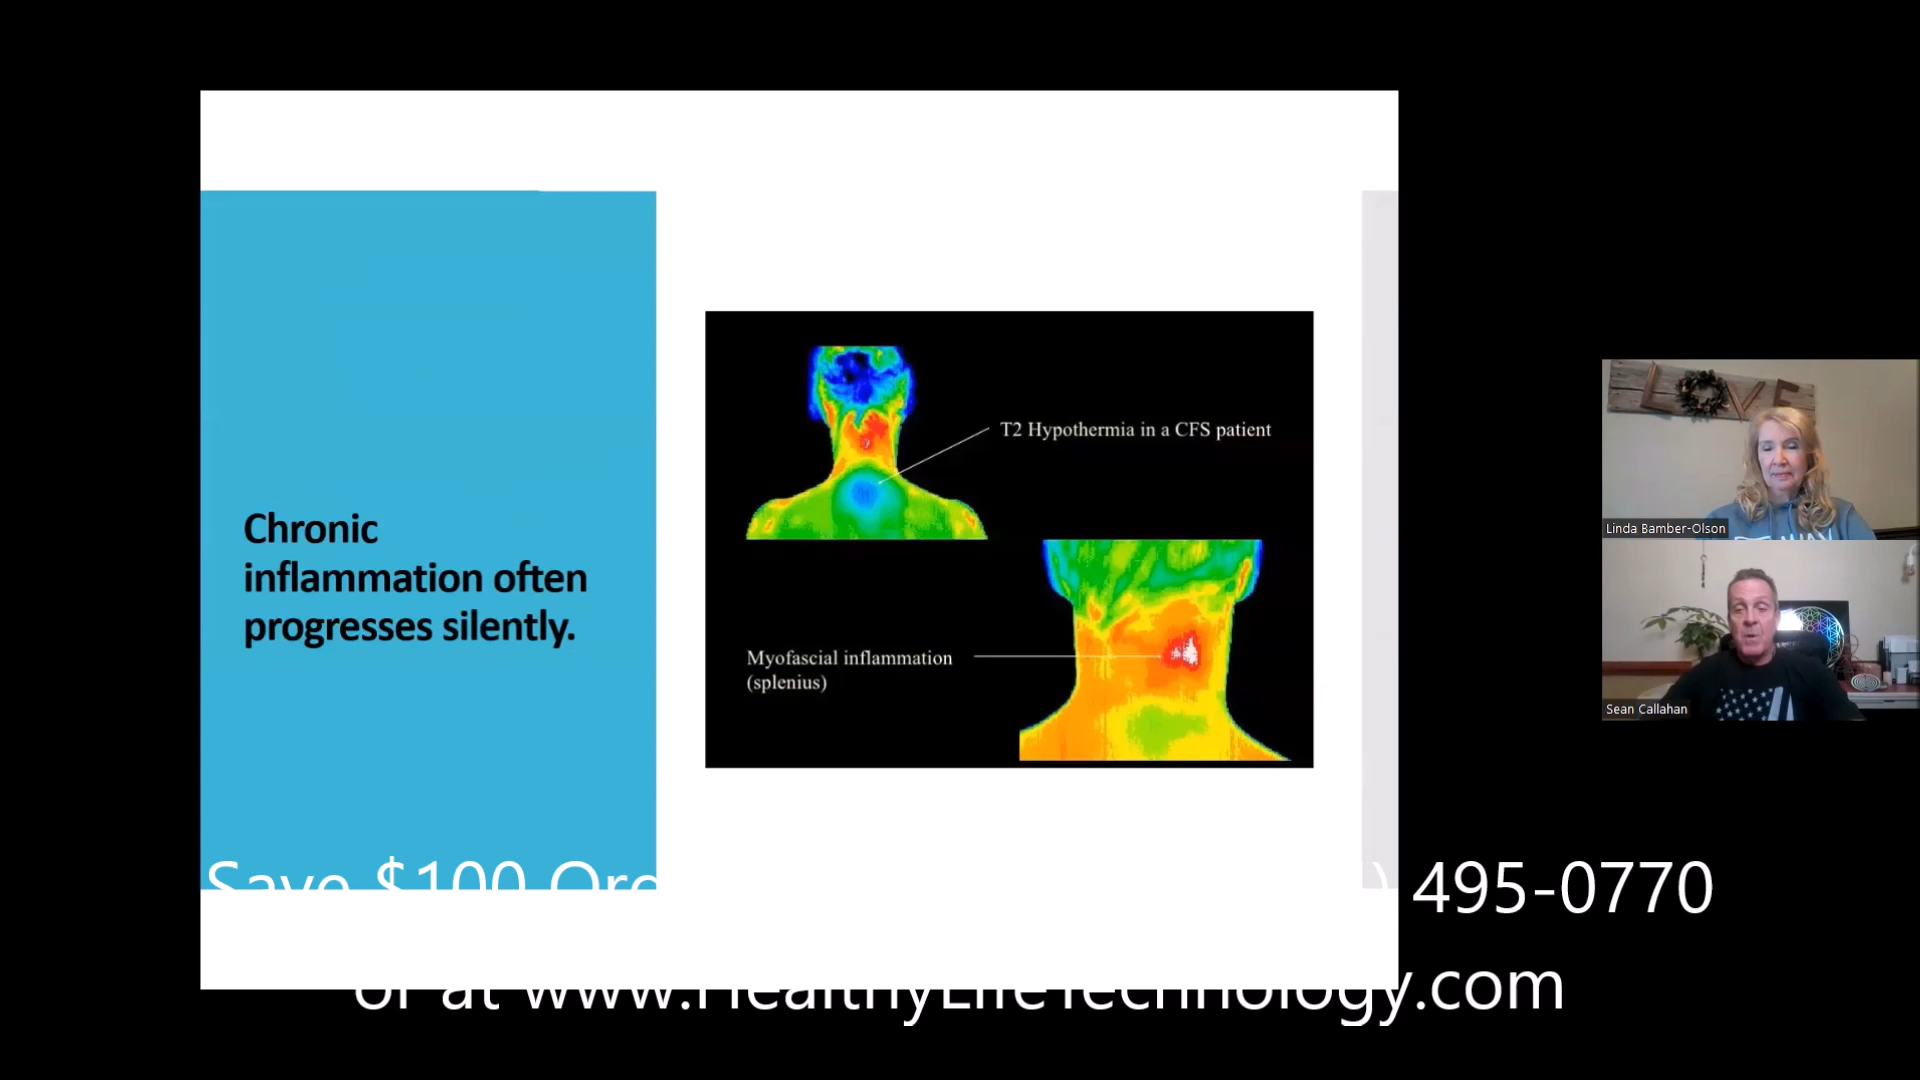 Chronic
inflammation often
progresses silently.
T2 Hypothermia in a CFS patient
Myofascial inflammation
(splenius)
LOVE
Linda Bamber-Olson
Sean Callahan
Save $100 ) 495-0770
or at www.HealthyLifeTechnology.com